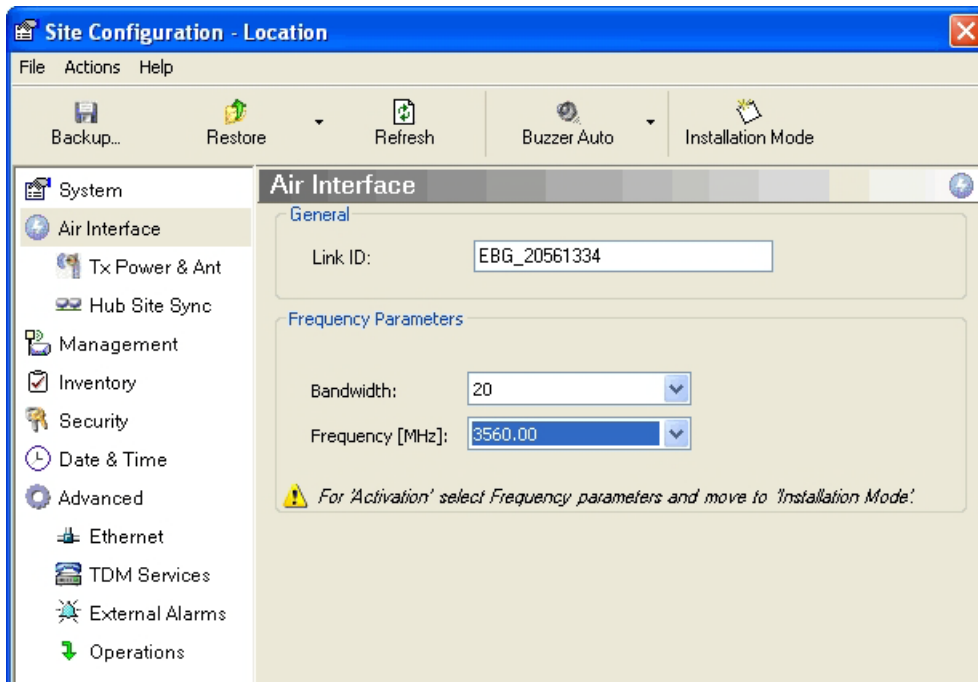 Site Configuration - Location
File Actions Help
Backup... Restore Refresh Buzzer Auto Installation Mode
System
Air Interface
Tx Power & Ant
Hub Site Sync
Management
Inventory
Security
Date & Time
Advanced
Ethernet
TDM Services
External Alarms
Operations
Air Interface
General
Link ID: EBG_20561334
Frequency Parameters
Bandwidth: 20
Frequency [MHz]: 3560.00
For 'Activation' select Frequency parameters and move to 'Installation Mode'.